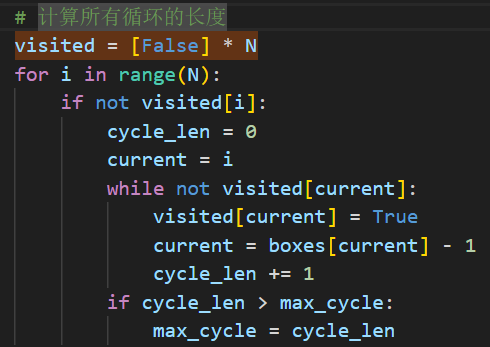 # 计算所有循环的长度
visited = [False] * N
for i in range(N):
    if not visited[i]:
        cycle_len = 0
        current = i
        while not visited[current]:
            visited[current] = True
            current = boxes[current] - 1
            cycle_len += 1
        if cycle_len > max_cycle:
            max_cycle = cycle_len